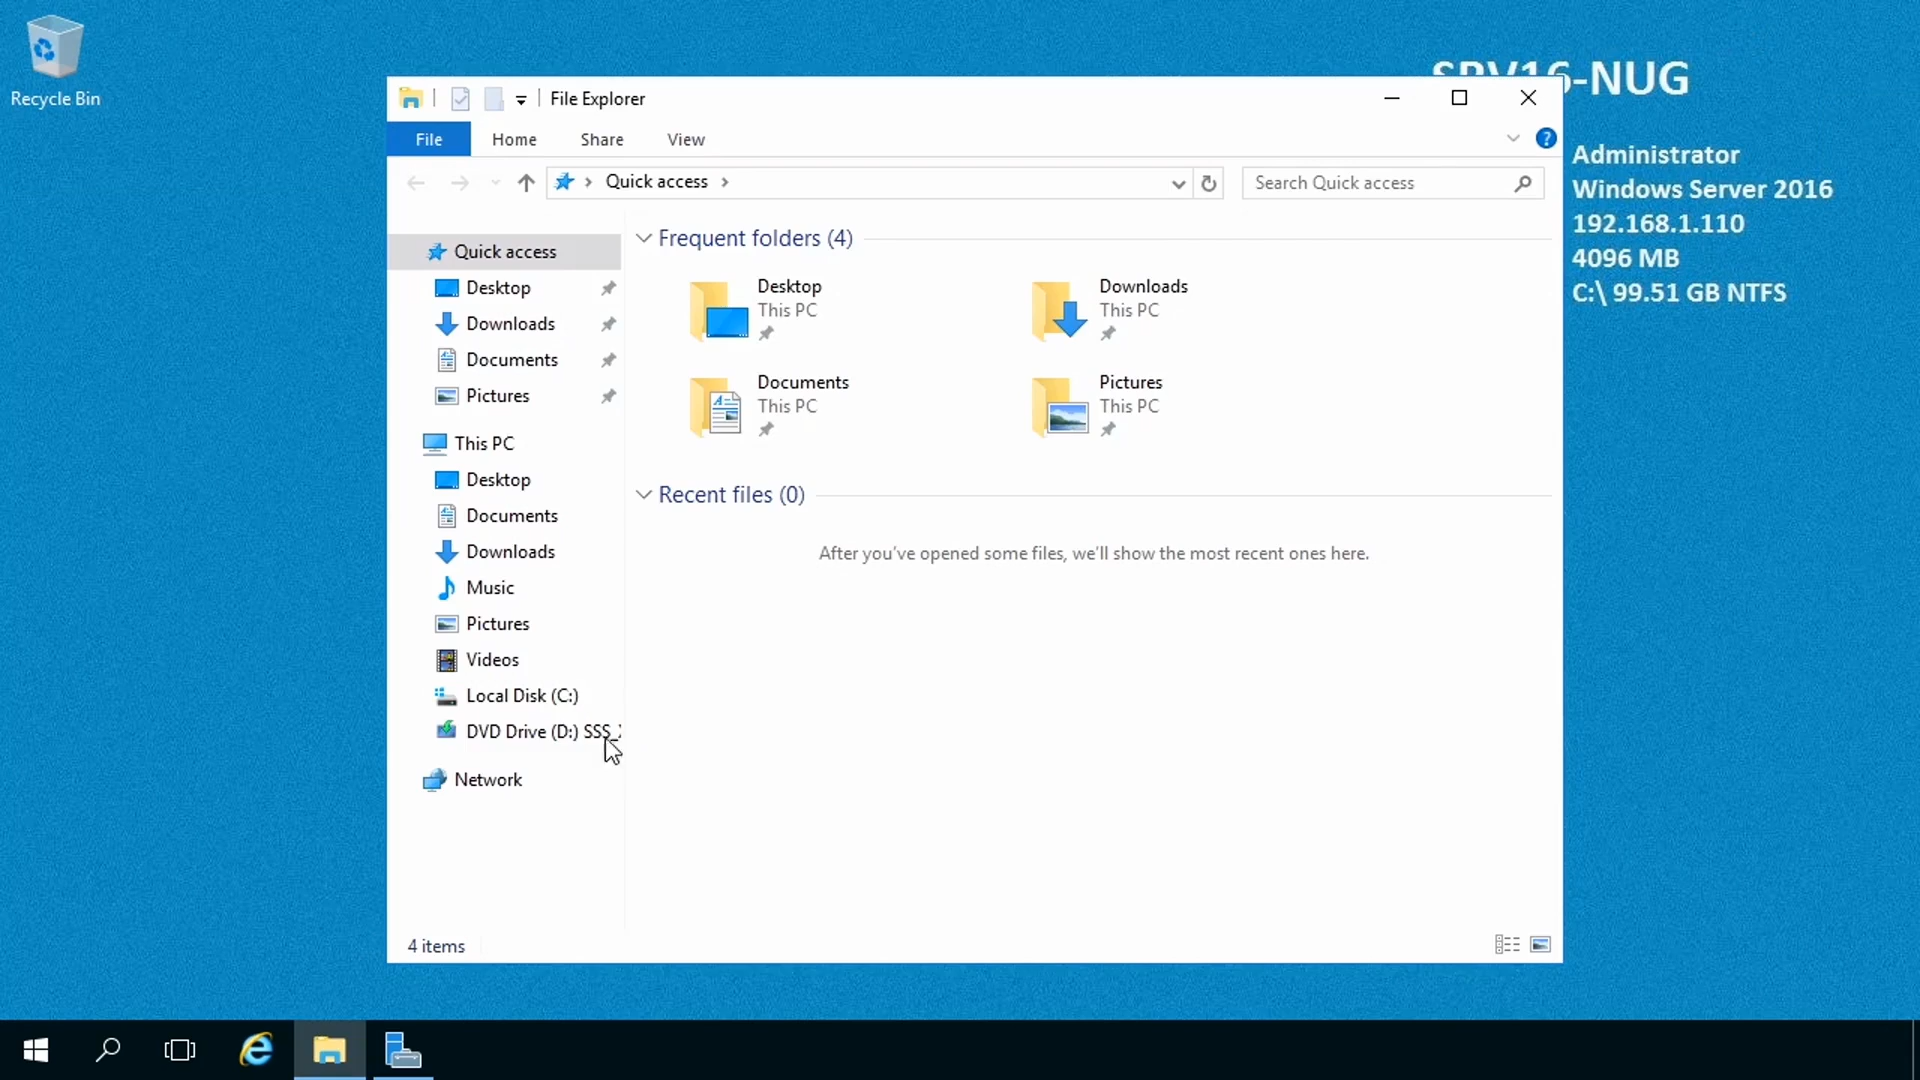 Recycle Bin
SRV16-NUG
Administrator
Windows Server 2016
192.168.1.110
4096 MB
C:\ 99.51 GB NTFS
File Explorer
File Home Share View
?
Quick access
Search Quick access
Quick access
Desktop
Downloads
Documents
Pictures
This PC
Desktop
Documents
Downloads
Music
Pictures
Videos
Local Disk (C:)
DVD Drive (D:) SSS_
Network
Frequent folders (4)
Desktop
This PC
Downloads
This PC
Documents
This PC
Pictures
This PC
Recent files (0)
After you've opened some files, we'll show the most recent ones here.
4 items